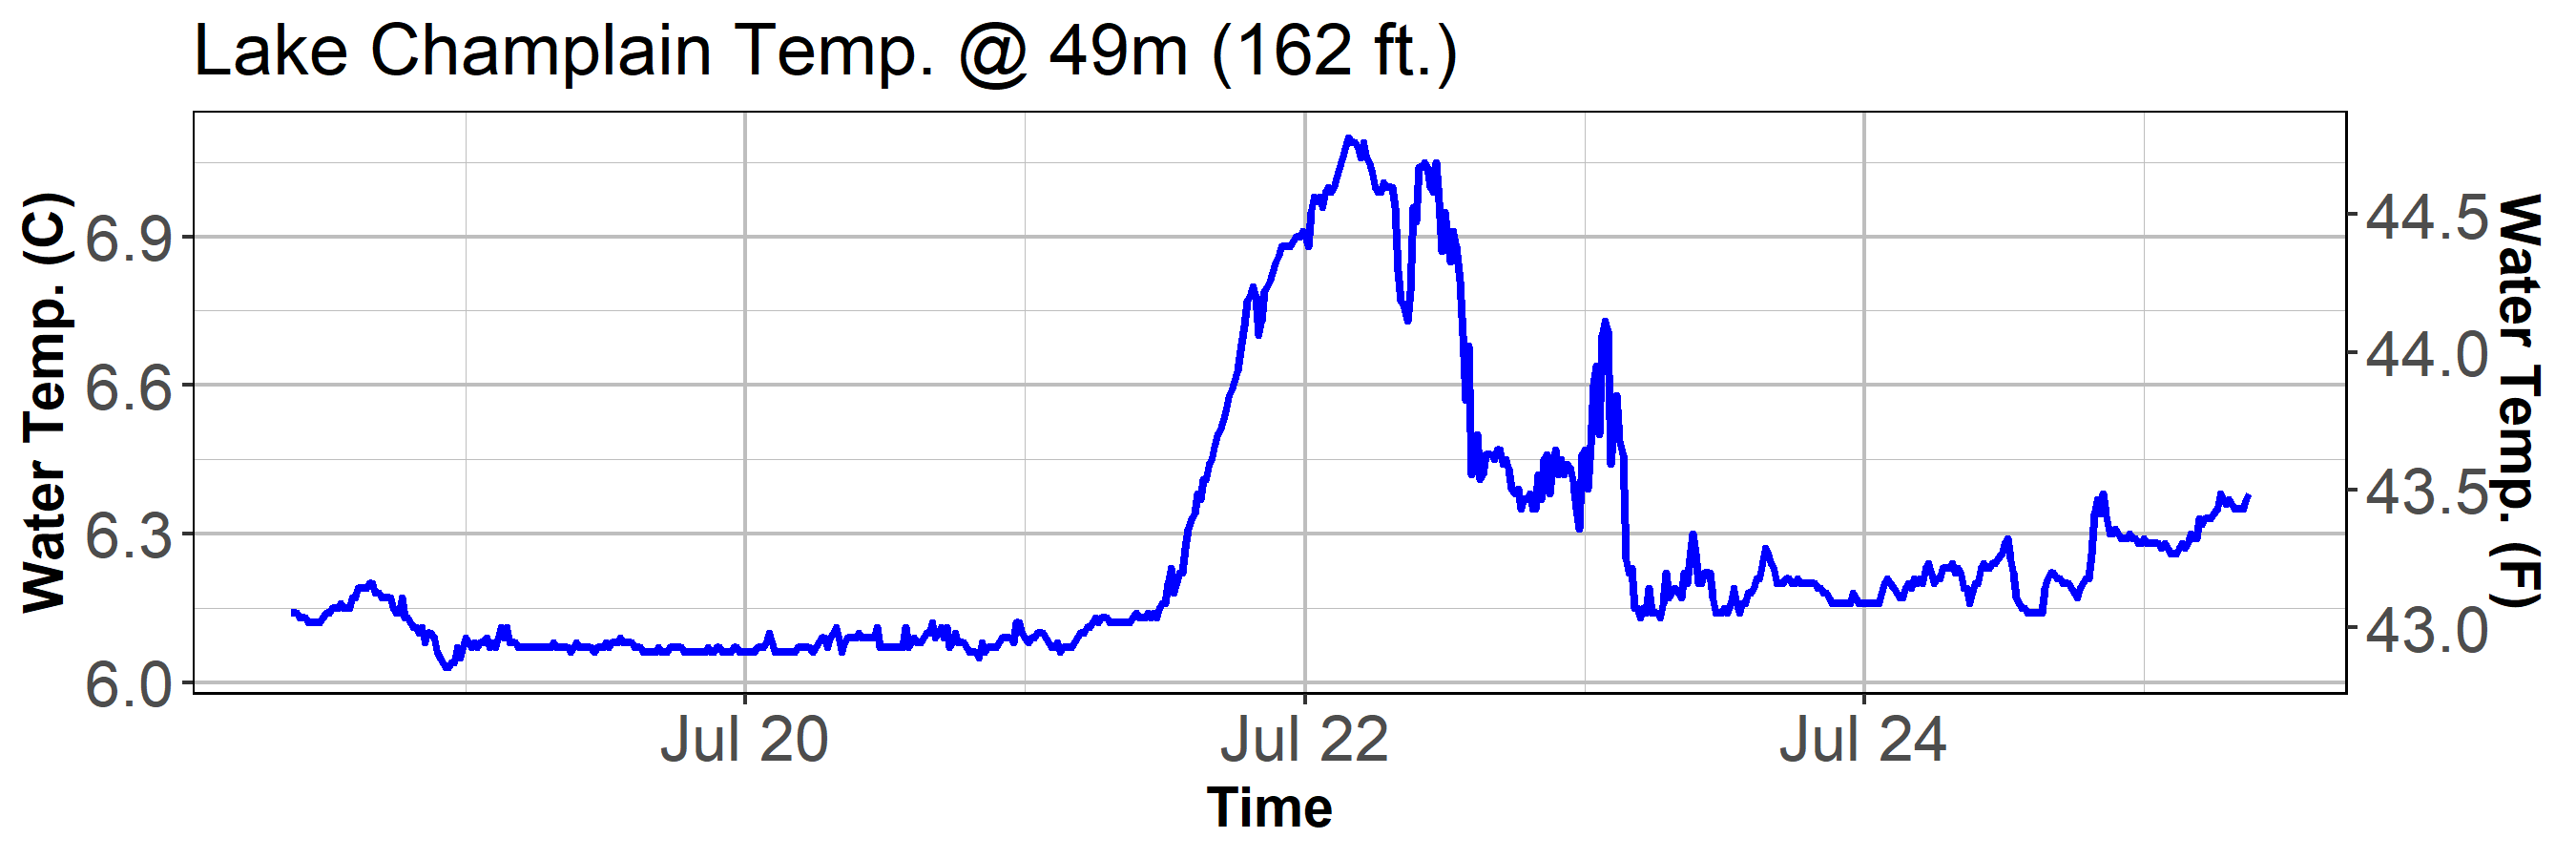 Lake Champlain Temp. @ 49m (162 ft.)
Water Temp. (C)
6.9
6.6
6.3
6.0
44.5
44.0
43.5
43.0
Water Temp. (F)
Jul 20
Jul 22
Jul 24
Time